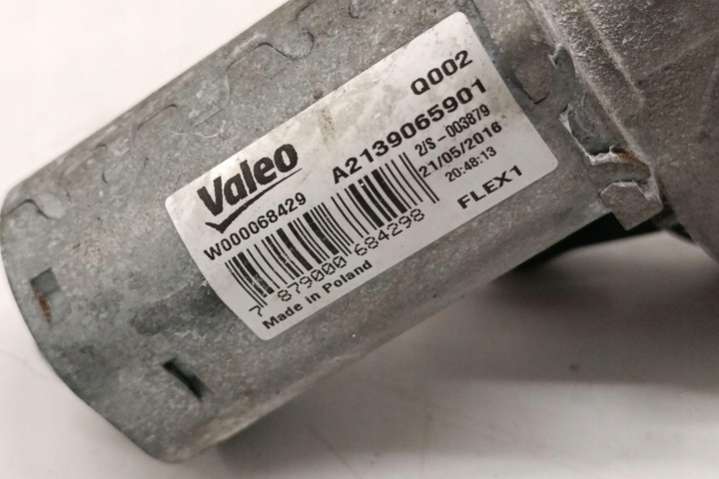 Q002
Valeo
A2139065901
W000068429
2/S-003879
21/05/2016
20:48:13
7 879000 684298
FLEX1
Made in Poland